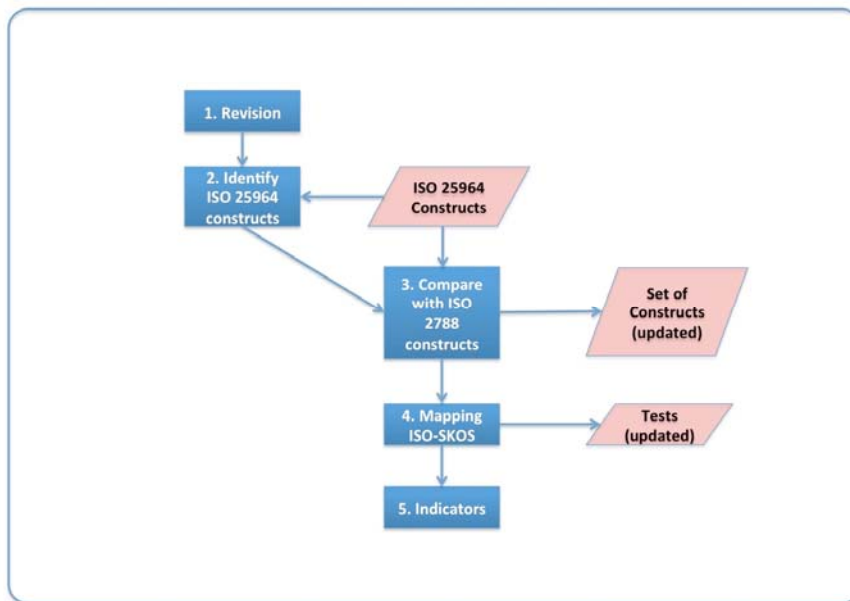 1. Revision
2. Identify
ISO 25964
constructs
ISO 25964
Constructs
3. Compare
with ISO
2788
constructs
Set of
Constructs
(updated)
4. Mapping
ISO-SKOS
Tests
(updated)
5. Indicators